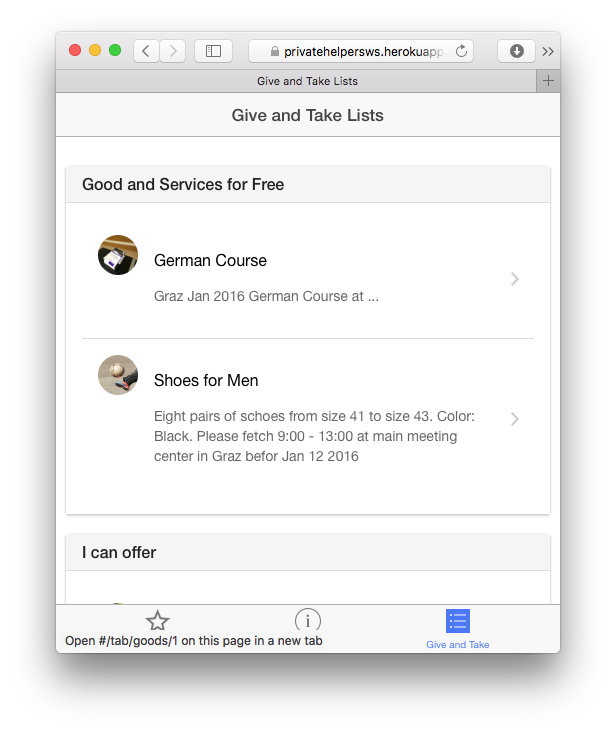 privatehelpersws.herokuapp
Give and Take Lists
Give and Take Lists
Good and Services for Free
German Course
Graz Jan 2016 German Course at ...
Shoes for Men
Eight pairs of schoes from size 41 to size 43. Color:
Black. Please fetch 9:00 - 13:00 at main meeting
center in Graz befor Jan 12 2016
I can offer
Open #/tab/goods/1 on this page in a new tab
Give and Take